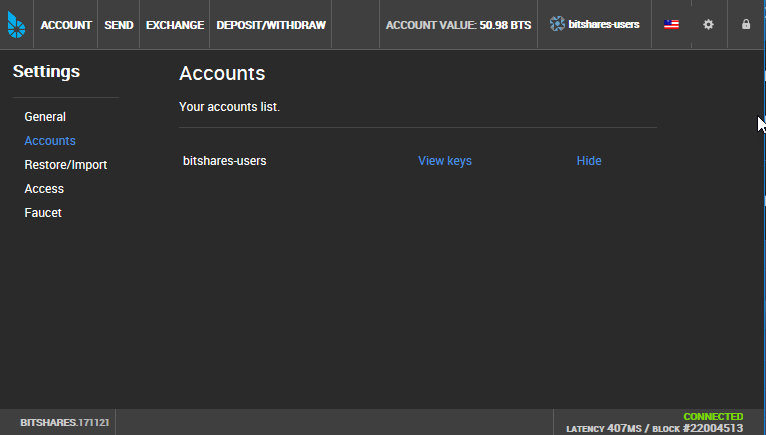 ACCOUNT SEND EXCHANGE DEPOSIT/WITHDRAW ACCOUNT VALUE: 50.98 BTS bitshares-users
Settings
General
Accounts
Restore/Import
Access
Faucet
Accounts
Your accounts list.
bitshares-users View keys Hide
BITSHARES.171121
CONNECTED
LATENCY 407MS / BLOCK #22004513